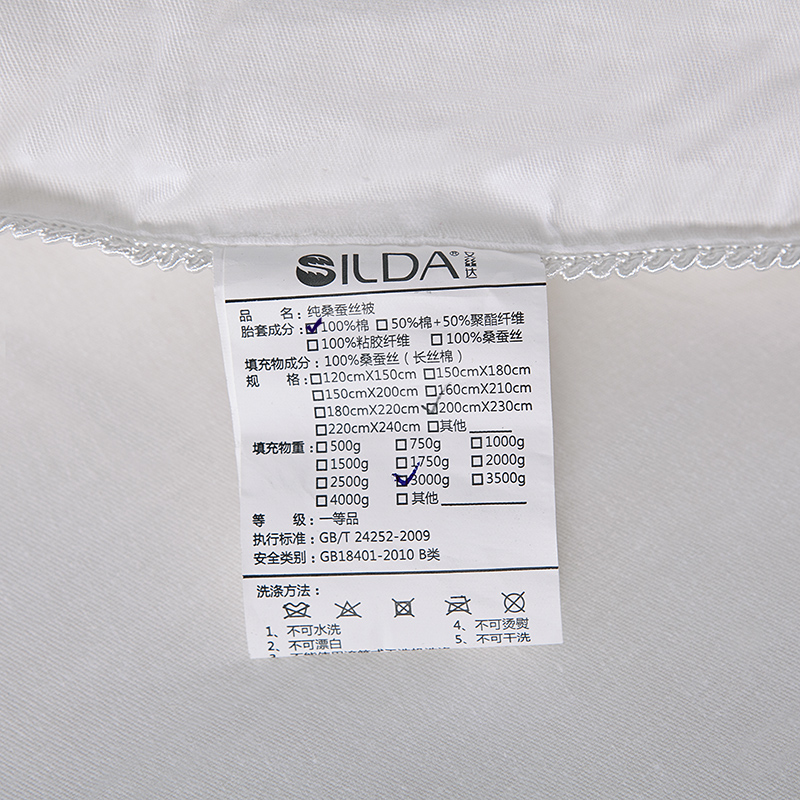 SILDA®
品 名：纯桑蚕丝被
胎套成分：☑100%棉 □50%棉+50%聚酯纤维
□100%粘胶纤维 □100%桑蚕丝
填充物成分：100%桑蚕丝（长丝棉）
规 格：□120cmX150cm □150cmX180cm
□150cmX200cm □160cmX210cm
□180cmX220cm ☑200cmX230cm
□220cmX240cm □其他
填充物重：□500g □750g □1000g
□1500g □1750g □2000g
□2500g ☑3000g □3500g
□4000g □其他
等 级：一等品
执行标准：GB/T 24252-2009
安全类别：GB18401-2010 B类
洗涤方法：
1、不可水洗 4、不可烫熨
2、不可漂白 5、不可干洗